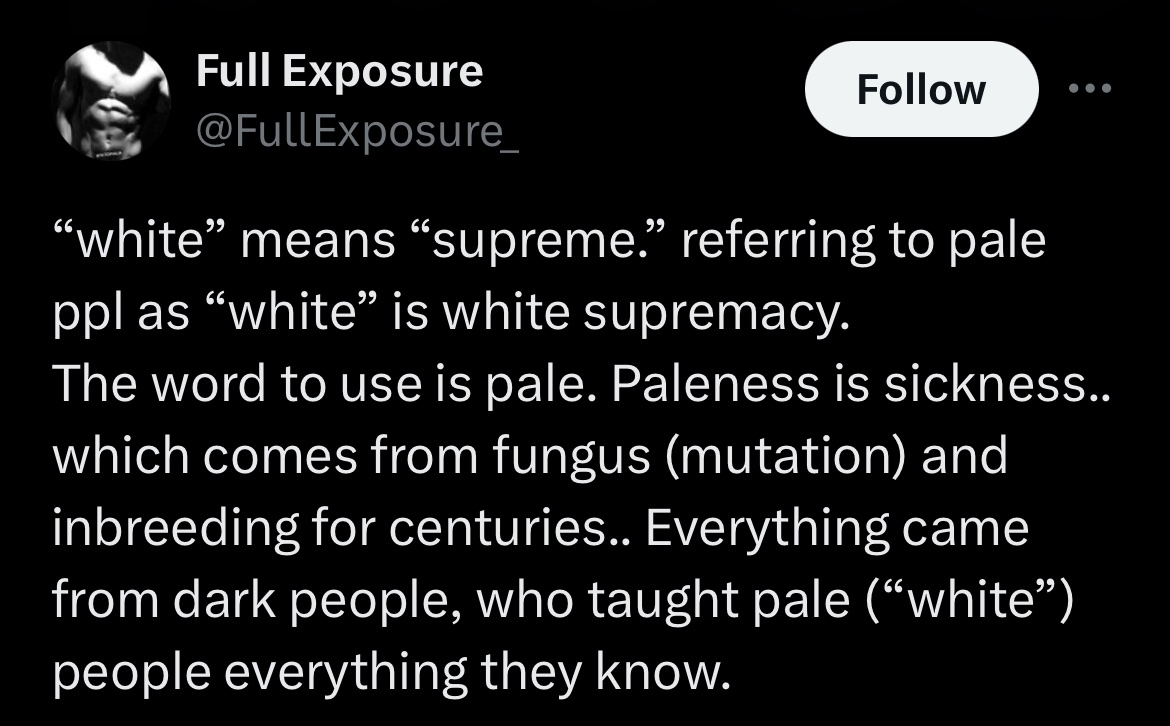 Full Exposure
Follow
@FullExposure_
“white” means “supreme.” referring to pale
ppl as “white” is white supremacy.
The word to use is pale. Paleness is sickness..
which comes from fungus (mutation) and
inbreeding for centuries.. Everything came
from dark people, who taught pale (“white”)
people everything they know.